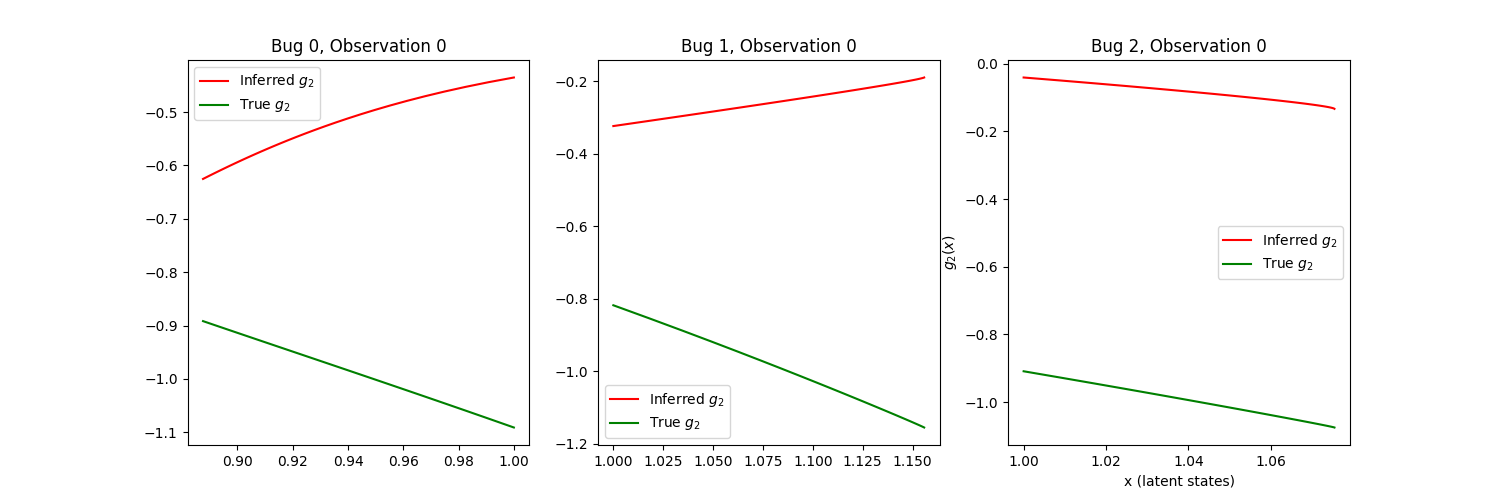 Bug 0, Observation 0
Inferred g₂
True g₂
−0.5
−0.6
−0.7
−0.8
−0.9
−1.0
−1.1
0.90 0.92 0.94 0.96 0.98 1.00
Bug 1, Observation 0
−0.2
−0.4
−0.6
−0.8
−1.0
−1.2
Inferred g₂
True g₂
1.000 1.025 1.050 1.075 1.100 1.125 1.150
Bug 2, Observation 0
g₂(x)
0.0
−0.2
−0.4
−0.6
−0.8
−1.0
Inferred g₂
True g₂
1.00 1.02 1.04 1.06
x (latent states)